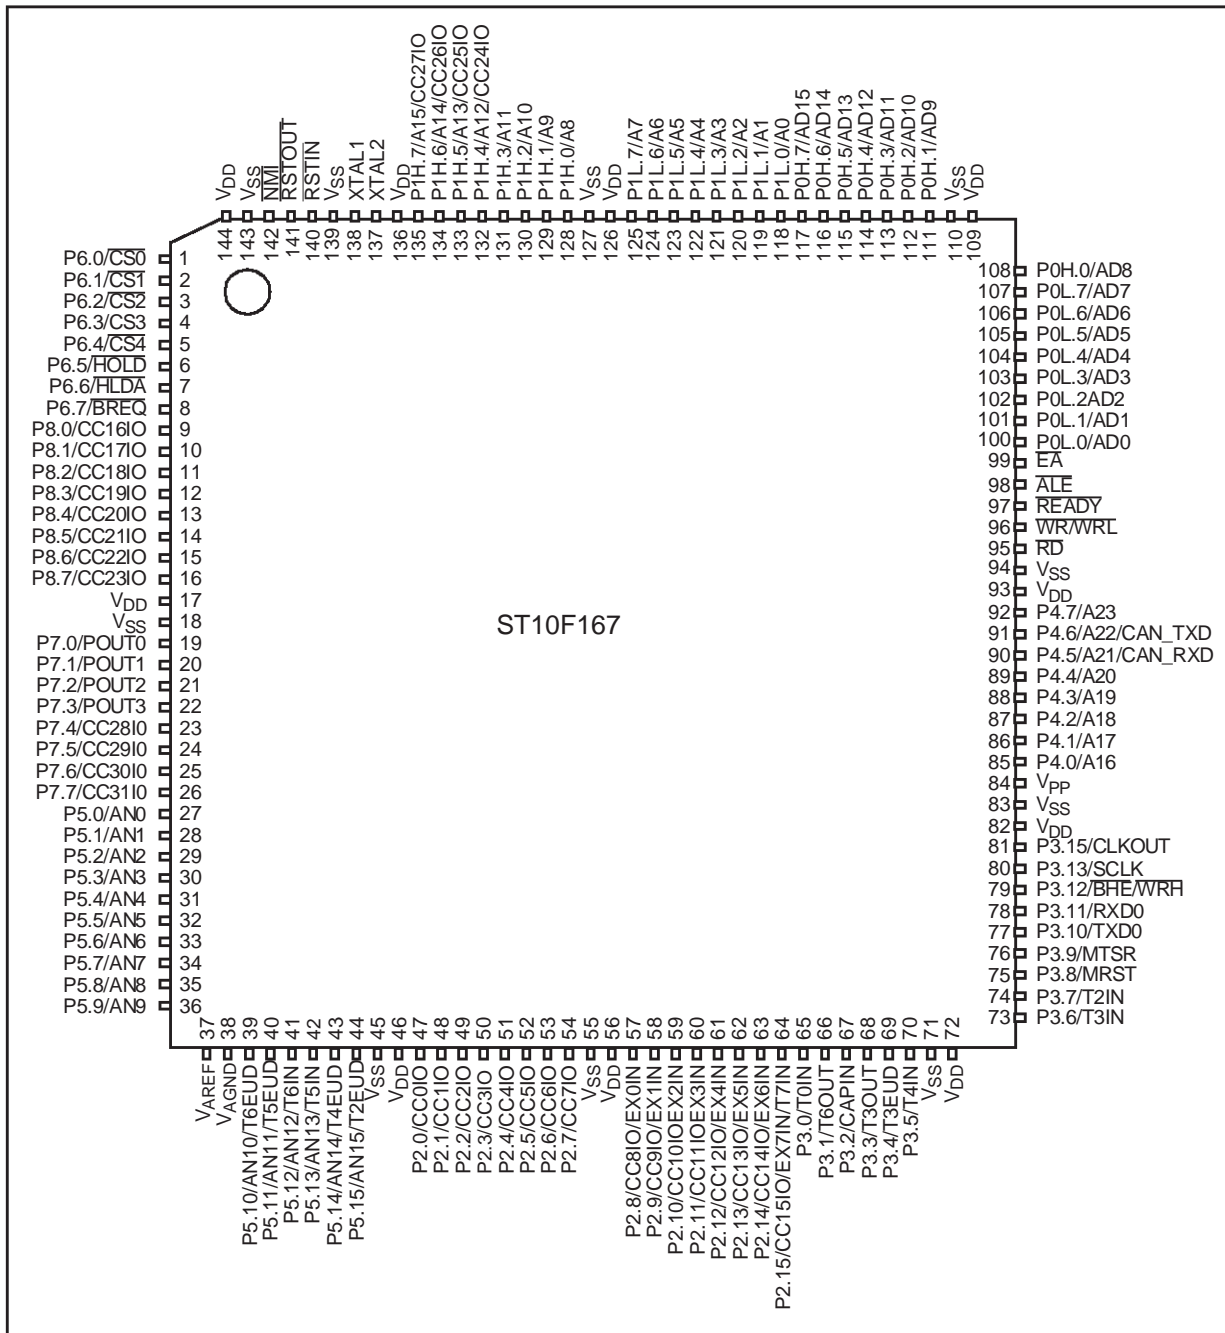 VDD
VSS
NMI
RSTOUT
RSTIN
VSS
XTAL1
XTAL2
VDD
P1H.7/A15/CC27IO
P1H.6/A14/CC26IO
P1H.5/A13/CC25IO
P1H.4/A12/CC24IO
P1H.3/A11
P1H.2/A10
P1H.1/A9
P1H.0/A8
VSS
VDD
P1L.7/A7
P1L.6/A6
P1L.5/A5
P1L.4/A4
P1L.3/A3
P1L.2/A2
P1L.1/A1
P1L.0/A0
P0H.7/AD15
P0H.6/AD14
P0H.5/AD13
P0H.4/AD12
P0H.3/AD11
P0H.2/AD10
P0H.1/AD9
VSS
VDD
144
143
142
141
140
139
138
137
136
135
134
133
132
131
130
129
128
127
126
125
124
123
122
121
120
119
118
117
116
115
114
113
112
111
110
109
P6.0/CS0 1
P6.1/CS1 2
P6.2/CS2 3
P6.3/CS3 4
P6.4/CS4 5
P6.5/HOLD 6
P6.6/HLDA 7
P6.7/BREQ 8
P8.0/CC16IO 9
P8.1/CC17IO 10
P8.2/CC18IO 11
P8.3/CC19IO 12
P8.4/CC20IO 13
P8.5/CC21IO 14
P8.6/CC22IO 15
P8.7/CC23IO 16
VDD 17
VSS 18
P7.0/POUT0 19
P7.1/POUT1 20
P7.2/POUT2 21
P7.3/POUT3 22
P7.4/CC28I0 23
P7.5/CC29I0 24
P7.6/CC30I0 25
P7.7/CC31I0 26
P5.0/AN0 27
P5.1/AN1 28
P5.2/AN2 29
P5.3/AN3 30
P5.4/AN4 31
P5.5/AN5 32
P5.6/AN6 33
P5.7/AN7 34
P5.8/AN8 35
P5.9/AN9 36
ST10F167
108 P0H.0/AD8
107 P0L.7/AD7
106 P0L.6/AD6
105 P0L.5/AD5
104 P0L.4/AD4
103 P0L.3/AD3
102 P0L.2AD2
101 P0L.1/AD1
100 P0L.0/AD0
99 EA
98 ALE
97 READY
96 WR/WRL
95 RD
94 VSS
93 VDD
92 P4.7/A23
91 P4.6/A22/CAN_TXD
90 P4.5/A21/CAN_RXD
89 P4.4/A20
88 P4.3/A19
87 P4.2/A18
86 P4.1/A17
85 P4.0/A16
84 VPP
83 VSS
82 VDD
81 P3.15/CLKOUT
80 P3.13/SCLK
79 P3.12/BHE/WRH
78 P3.11/RXD0
77 P3.10/TXD0
76 P3.9/MTSR
75 P3.8/MRST
74 P3.7/T2IN
73 P3.6/T3IN
37
38
39
40
41
42
43
44
45
46
47
48
49
50
51
52
53
54
55
56
57
58
59
60
61
62
63
64
65
66
67
68
69
70
71
72
VAREF
VAGND
P5.10/AN10/T6EUD
P5.11/AN11/T5EUD
P5.12/AN12/T6IN
P5.13/AN13/T5IN
P5.14/AN14/T4EUD
P5.15/AN15/T2EUD
VSS
VDD
P2.0/CC0IO
P2.1/CC1IO
P2.2/CC2IO
P2.3/CC3IO
P2.4/CC4IO
P2.5/CC5IO
P2.6/CC6IO
P2.7/CC7IO
VSS
VDD
P2.8/CC8IO/EX0IN
P2.9/CC9IO/EX1IN
P2.10/CC10IOEX2IN
P2.11/CC11IOEX3IN
P2.12/CC12IO/EX4IN
P2.13/CC13IO/EX5IN
P2.14/CC14IO/EX6IN
P2.15/CC15IO/EX7IN/T7IN
P3.0/T0IN
P3.1/T6OUT
P3.2/CAPIN
P3.3/T3OUT
P3.4/T3EUD
P3.5/T4IN
VSS
VDD